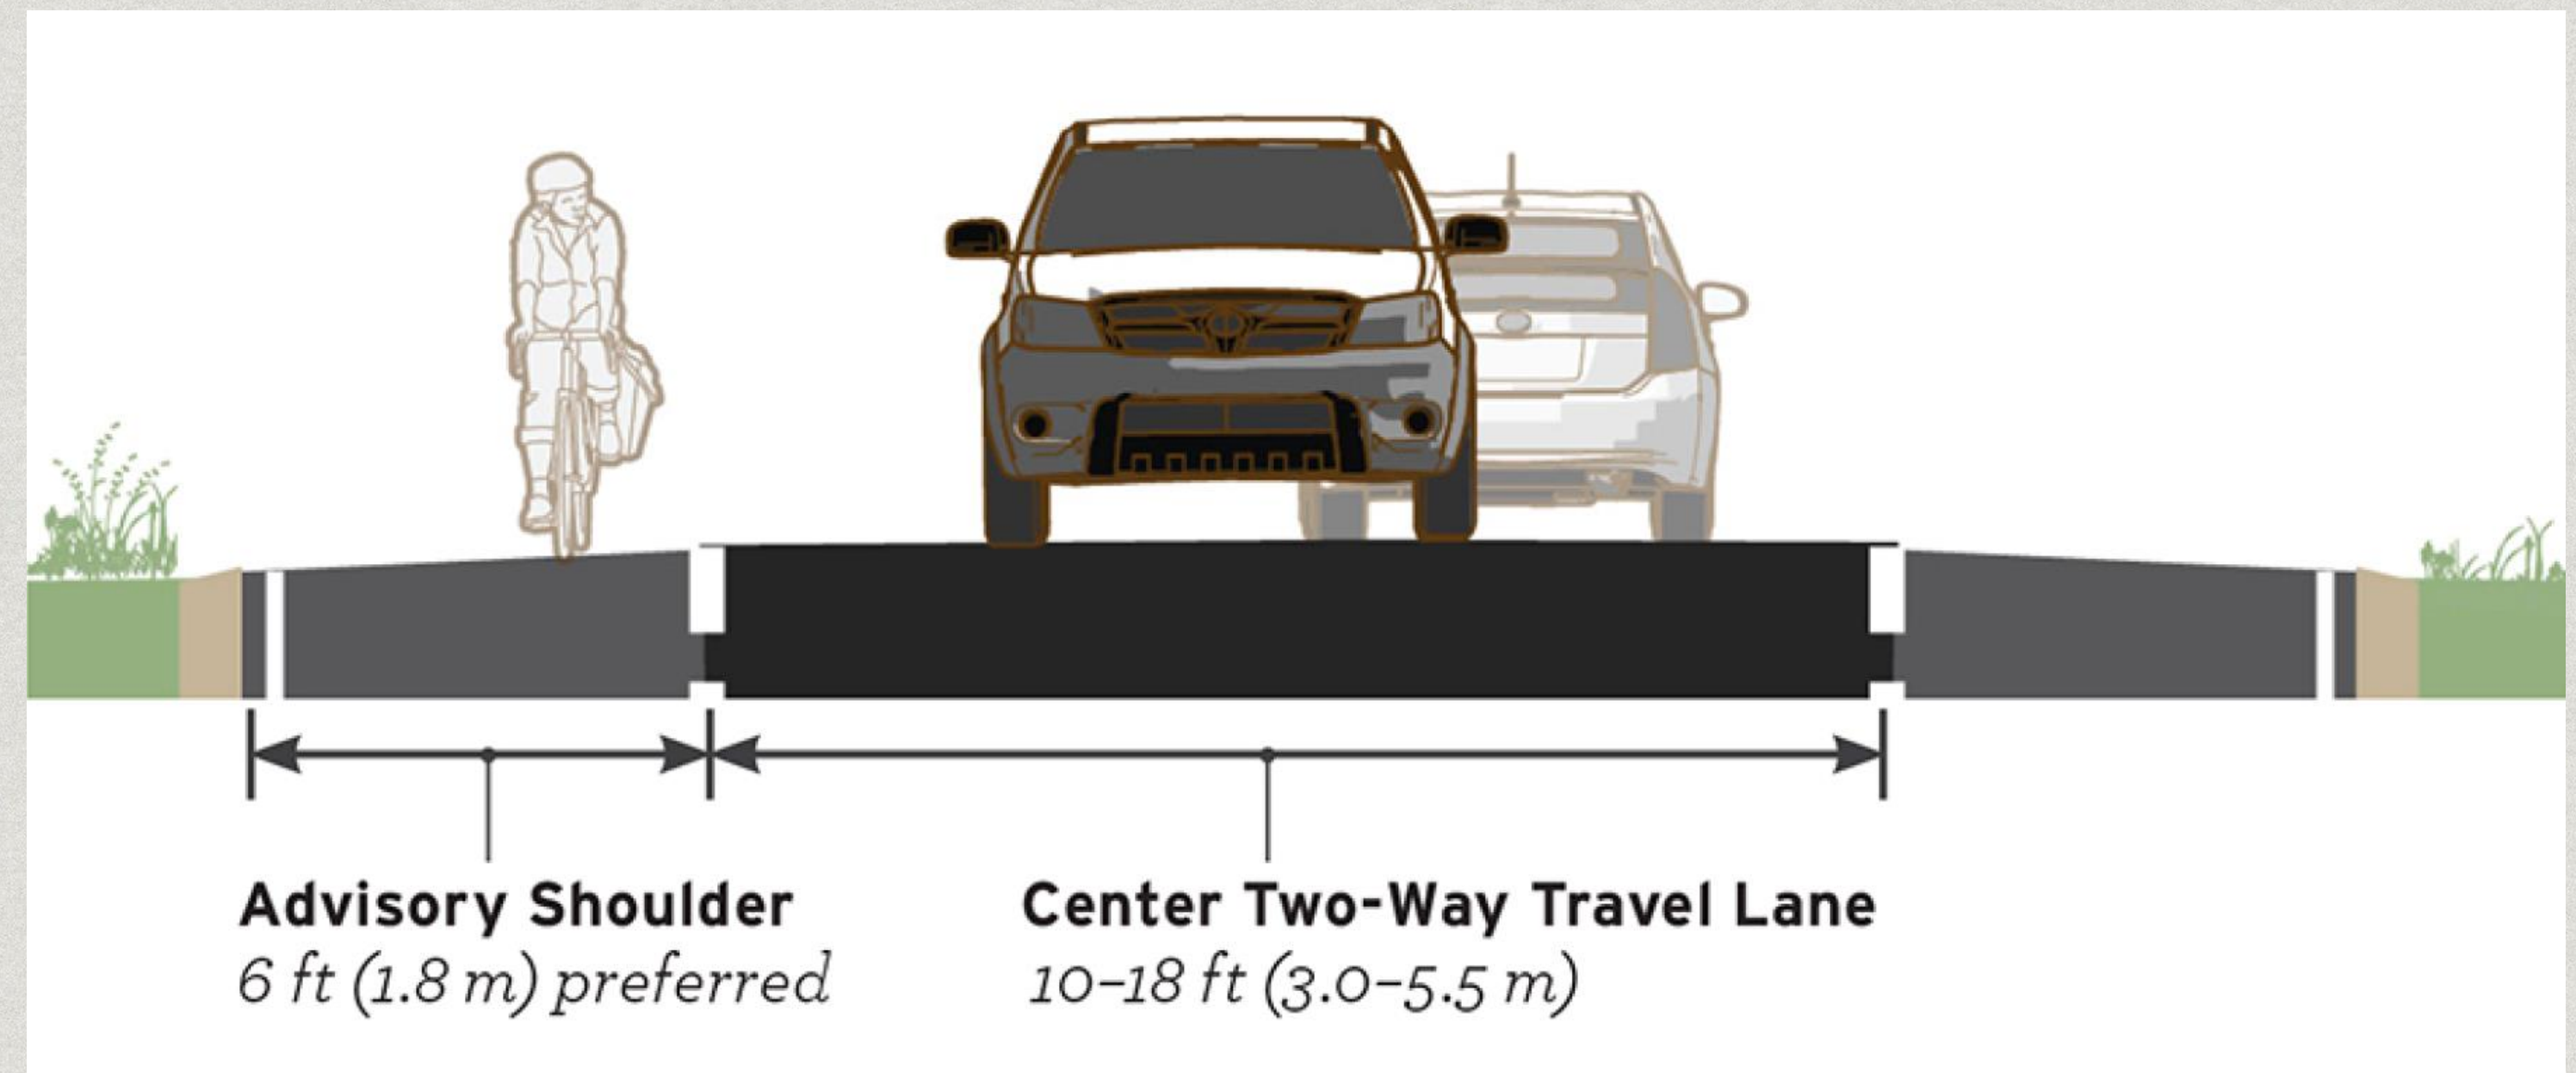 Advisory Shoulder
6 ft (1.8 m) preferred
Center Two-Way Travel Lane
10–18 ft (3.0–5.5 m)